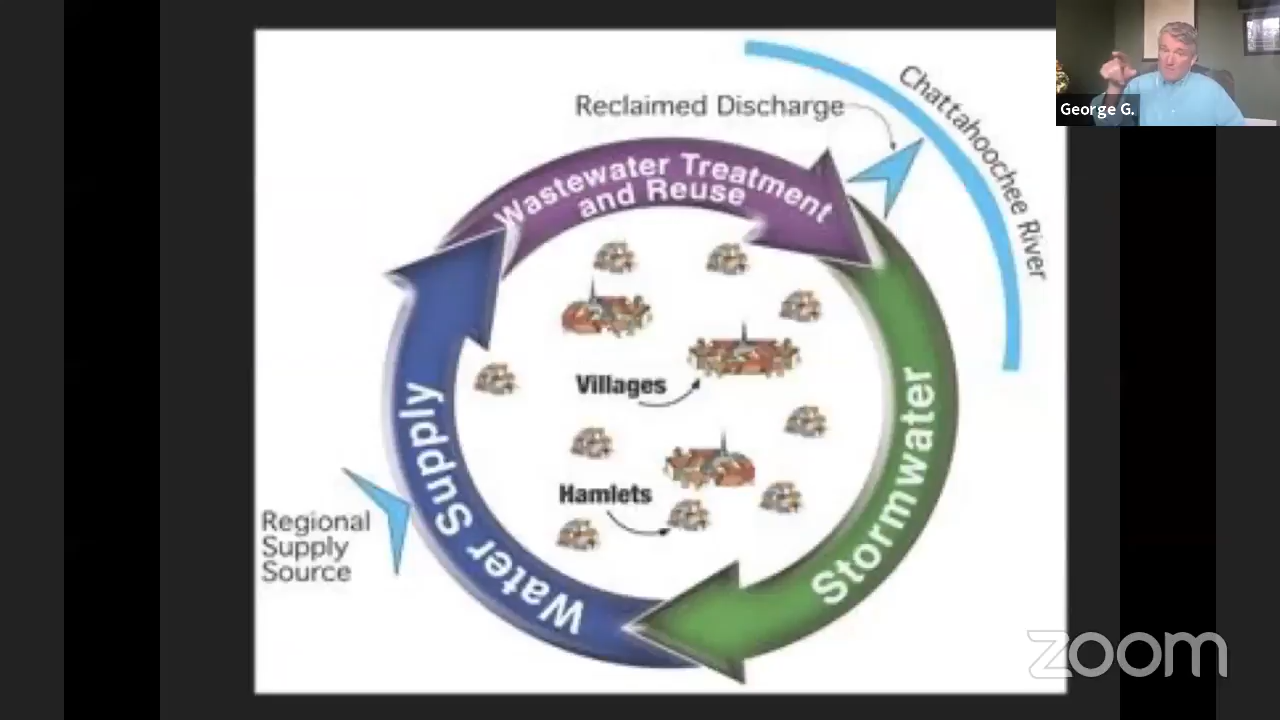 Reclaimed Discharge
Chattahoochee River
George G.
Wastewater Treatment
and Reuse
Villages
Hamlets
Stormwater
Water Supply
Regional
Supply
Source
zoom